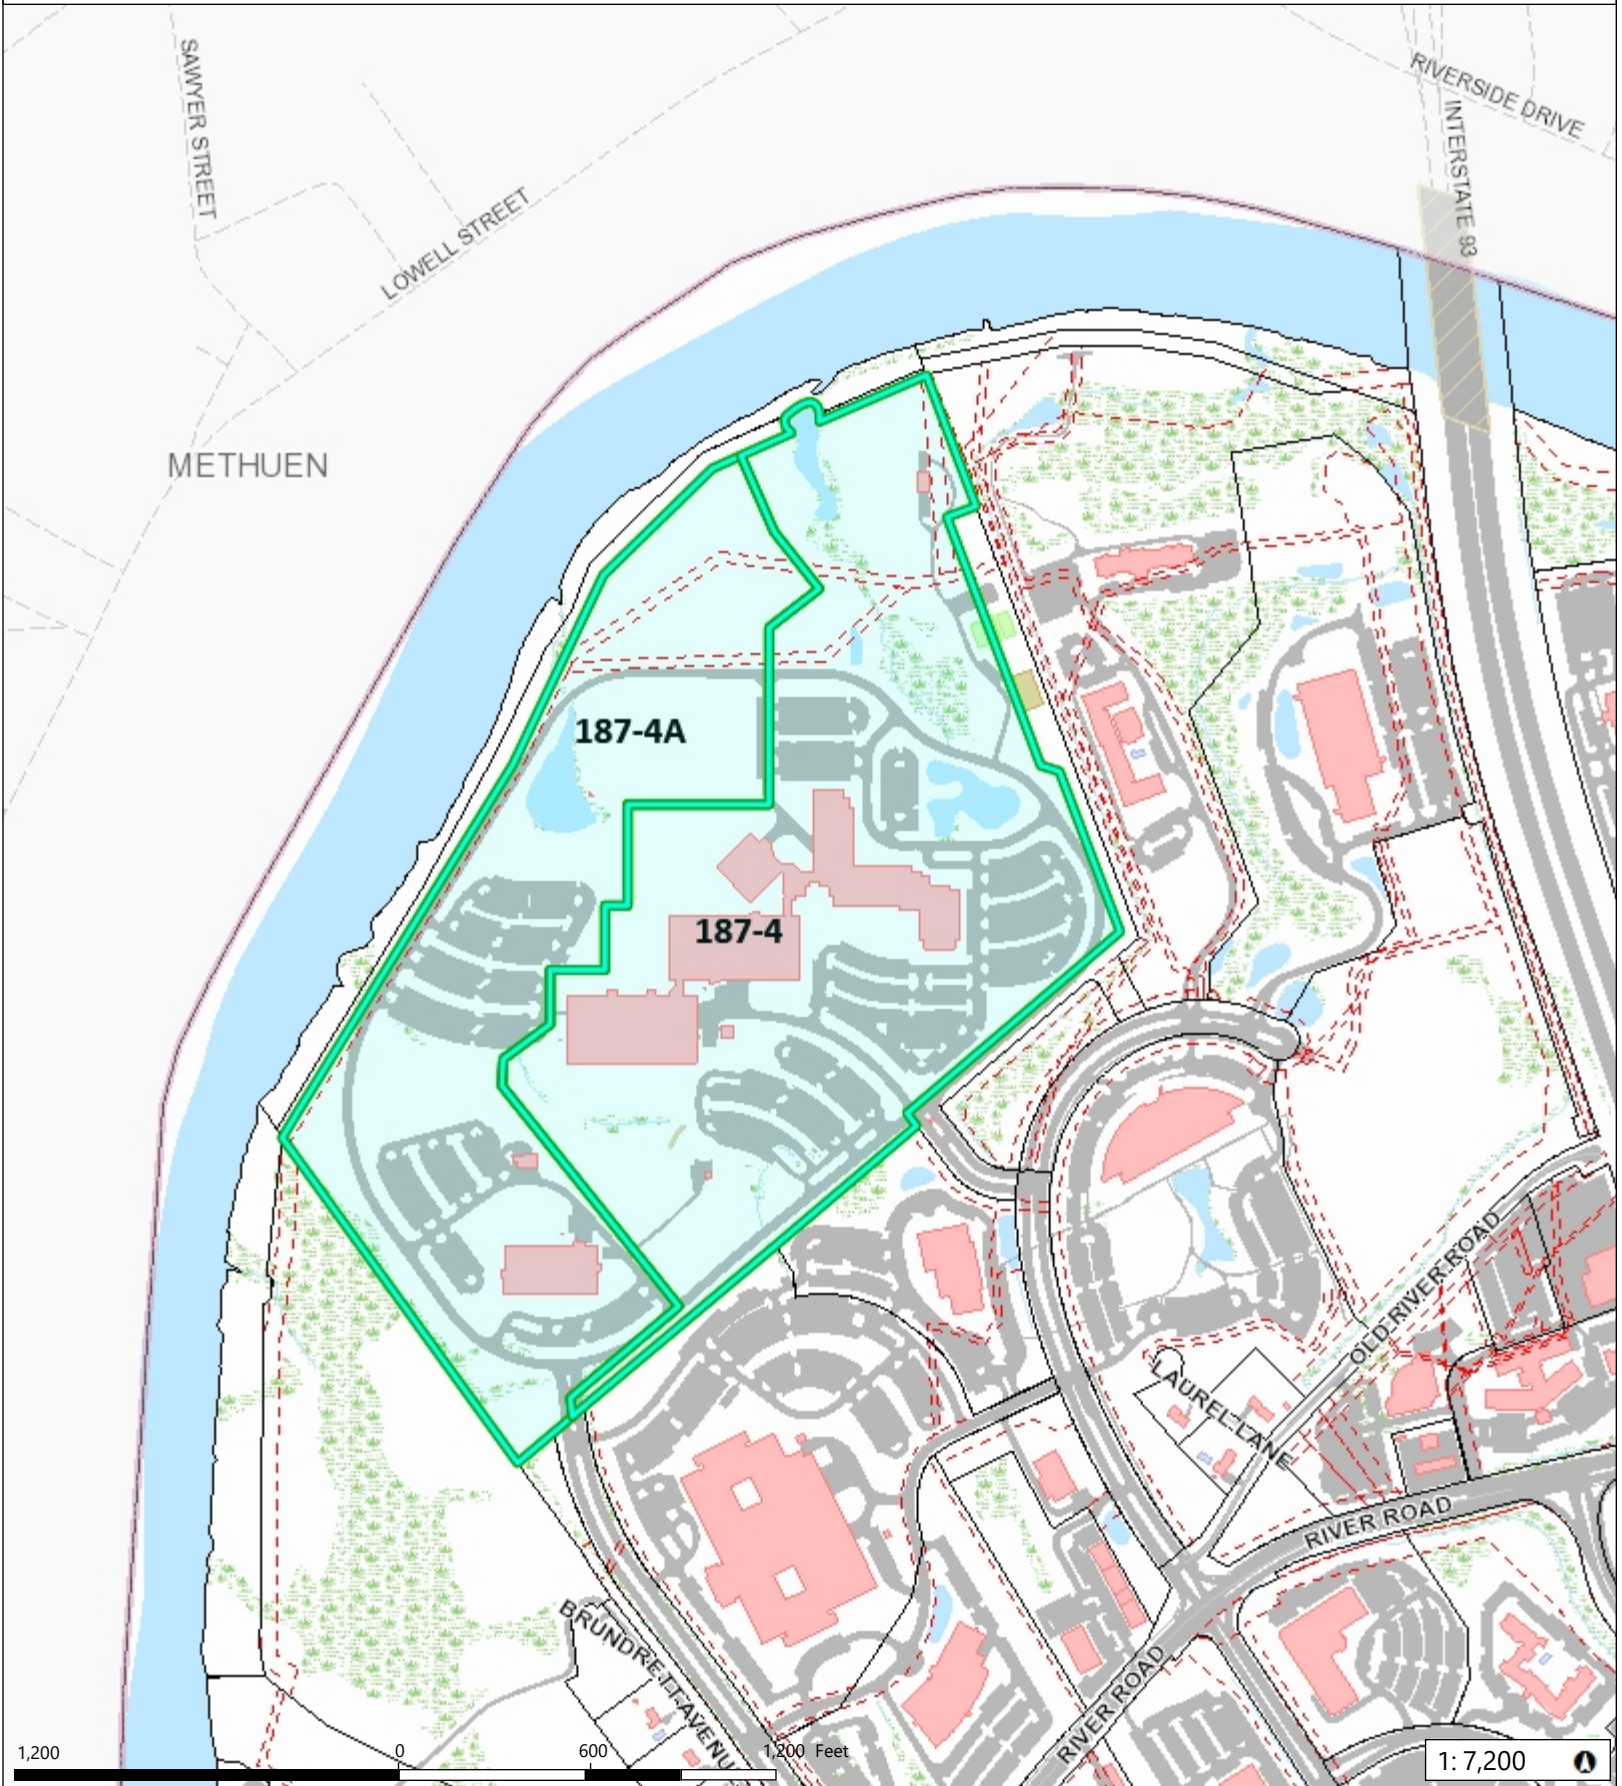 RIVERSIDE DRIVE
SAWYER STREET
INTERSTATE 93
LOWELL STREET
METHUEN
187-4A
187-4
OLD RIVER ROAD
LAUREL LANE
RIVER ROAD
BRUNDRETT AVENU
RIVER ROAD
1,200 0 600 1,200 Feet
1: 7,200